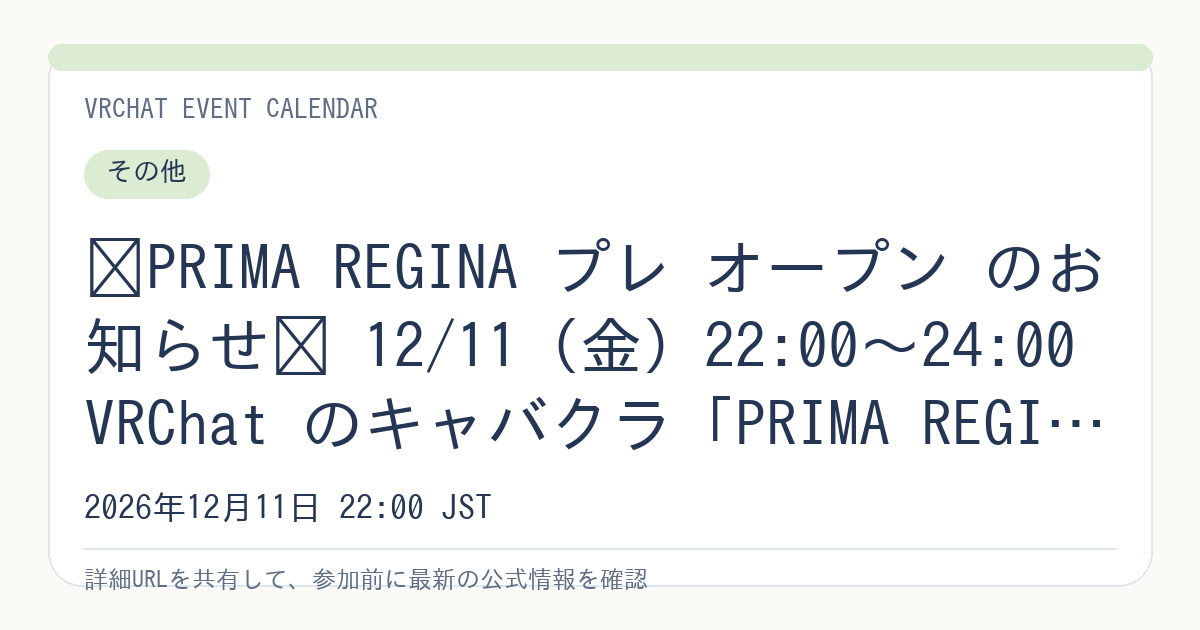 VRCHAT EVENT CALENDAR
その他
PRIMA REGINA プレ オープン のお
知らせ 12/11（金）22:00～24:00
VRChat のキャバクラ「PRIMA REGI…
2026年12月11日 22:00 JST
詳細URLを共有して、参加前に最新の公式情報を確認